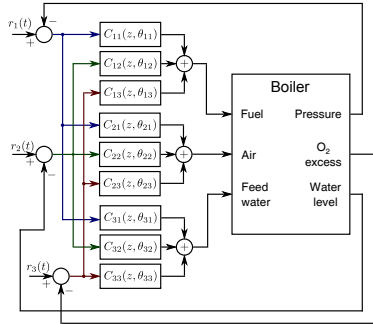 r₁(t)
−
+
C₁₁(z, θ₁₁)
C₁₂(z, θ₁₂)
C₁₃(z, θ₁₃)
+
Boiler
Fuel Pressure
C₂₁(z, θ₂₁)
r₂(t)
+
−
C₂₂(z, θ₂₂)
+
Air O₂ excess
C₂₃(z, θ₂₃)
Feed water Water level
C₃₁(z, θ₃₁)
C₃₂(z, θ₃₂)
+
r₃(t)
+
−
C₃₃(z, θ₃₃)